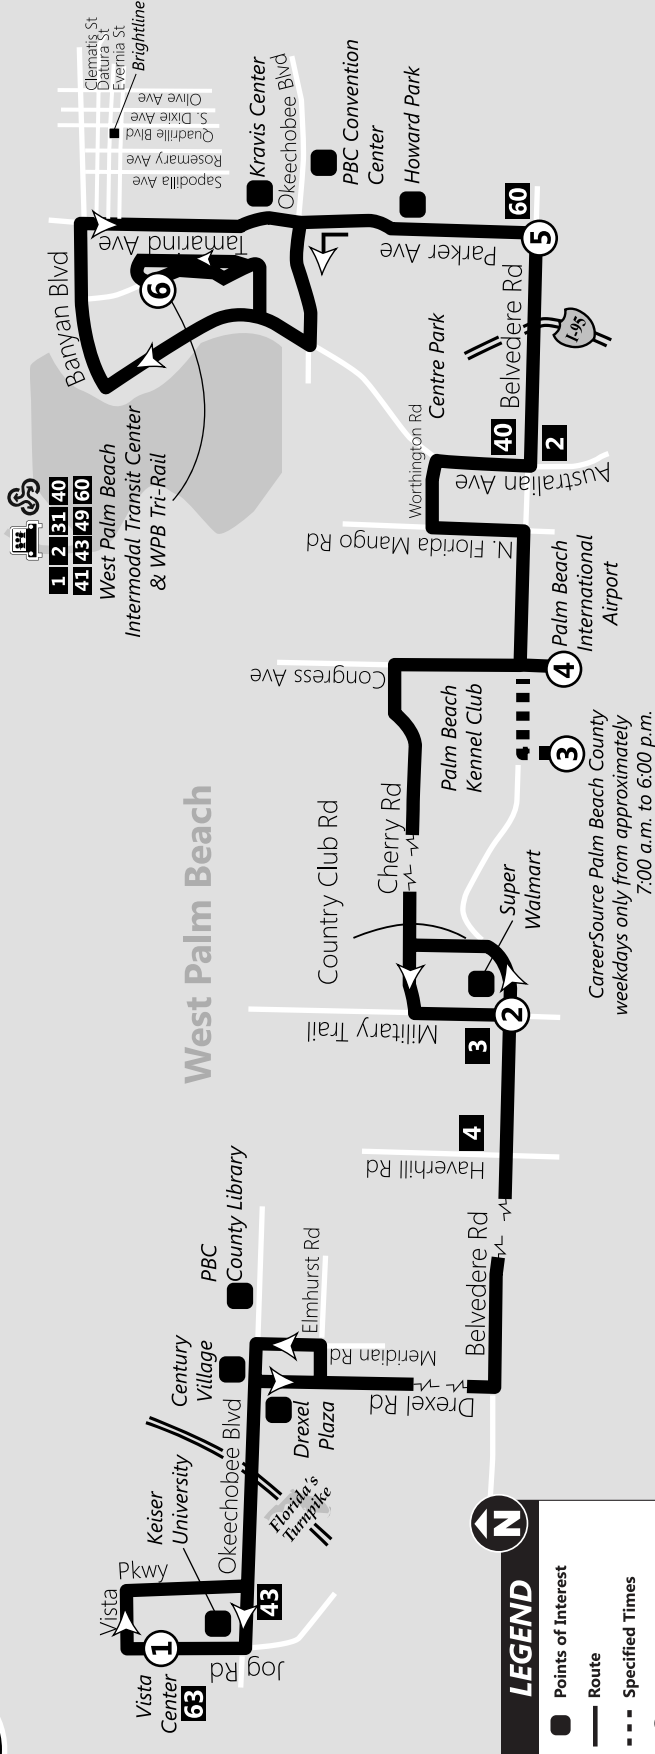 Clematis St
Datura St
Evernia St
Brightline
Olive Ave
S. Dixie Ave
Quadrille Blvd
Rosemary Ave
Sapodilla Ave
Kravis Center
Okeechobee Blvd
PBC Convention
Center
Howard Park
60
5
Parker Ave
Tamarind Ave
Banyan Blvd
6
Belvedere Rd
I-95
Centre Park
40
2
Australian Ave
Worthington Rd
N. Florida Mango Rd
1 2 31 40
41 43 49 60
West Palm Beach
Intermodal Transit Center
& WPB Tri-Rail
Palm Beach
International
Airport
4
Congress Ave
Palm Beach
Kennel Club
3
CareerSource Palm Beach County
weekdays only from approximately
7:00 a.m. to 6:00 p.m.
West Palm Beach
Cherry Rd
Country Club Rd
Super
Walmart
Military Trail
2
3
4
Haverhill Rd
Belvedere Rd
PBC
County Library
Elmhurst Rd
Meridian Rd
Drexel Rd
Century
Village
Drexel
Plaza
Okeechobee Blvd
Florida's
Turnpike
Keiser
University
Vista
Pkwy
43
Jog Rd
1
Vista
Center
63
N
LEGEND
Points of Interest
Route
Specified Times